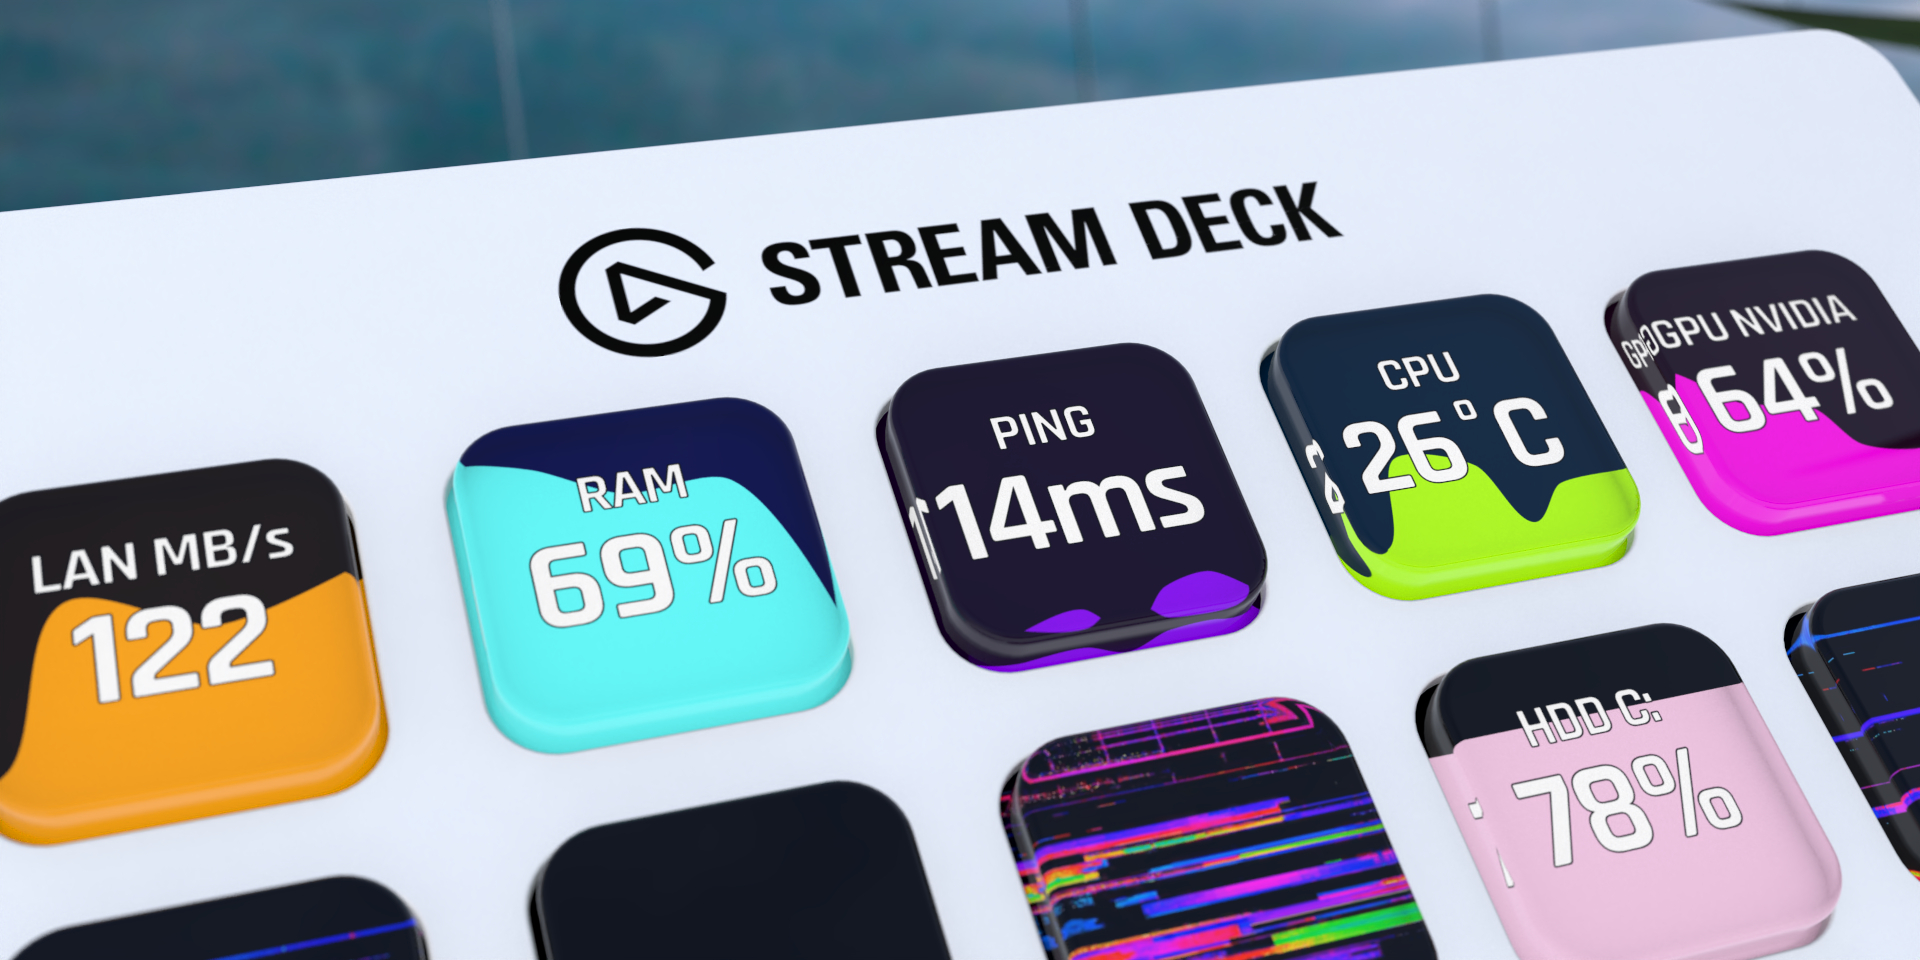 STREAM DECK
LAN MB/s
122
RAM
69%
PING
14ms
CPU
26°C
GPU NVIDIA
64%
HDD C:
78%